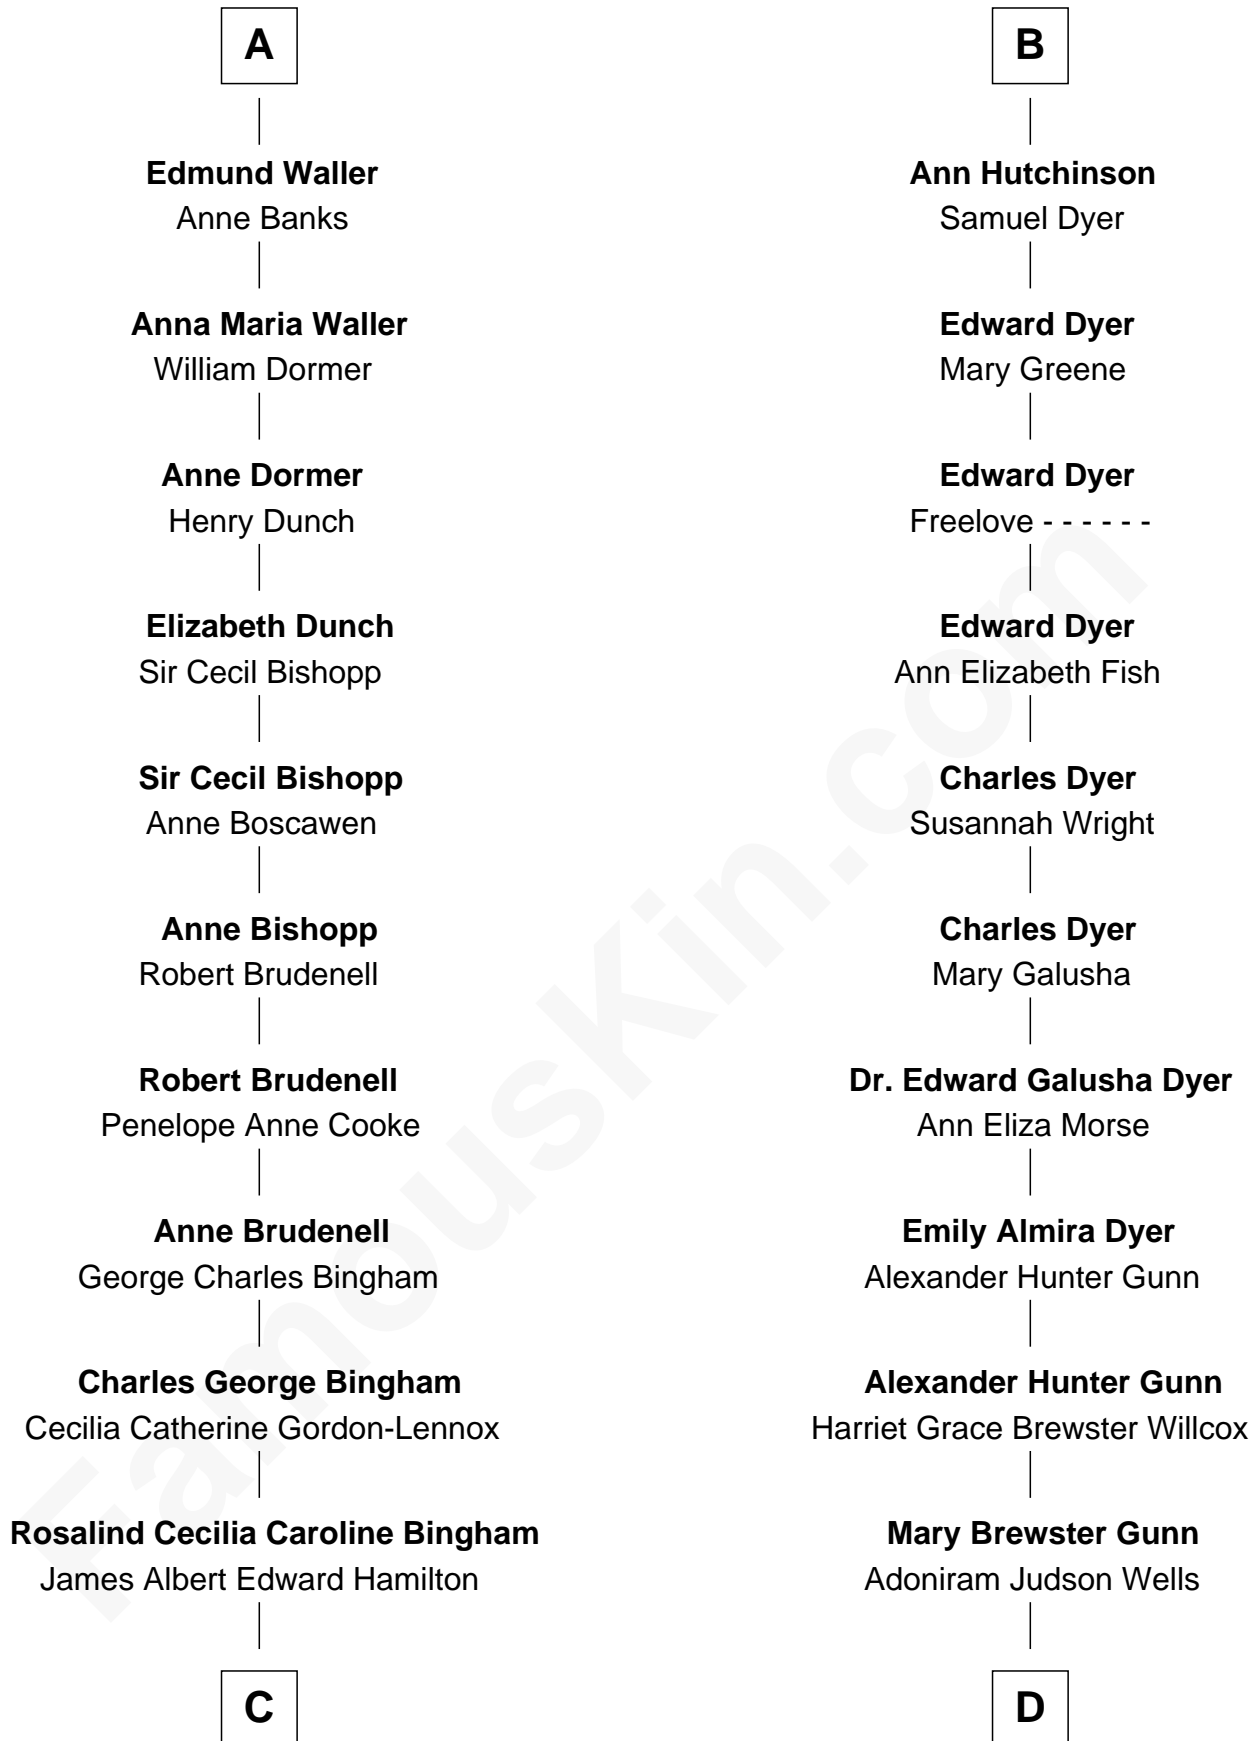 A
Edmund Waller
Anne Banks
Anna Maria Waller
William Dormer
Anne Dormer
Henry Dunch
Elizabeth Dunch
Sir Cecil Bishopp
Sir Cecil Bishopp
Anne Boscawen
Anne Bishopp
Robert Brudenell
Robert Brudenell
Penelope Anne Cooke
Anne Brudenell
George Charles Bingham
Charles George Bingham
Cecilia Catherine Gordon-Lennox
Rosalind Cecilia Caroline Bingham
James Albert Edward Hamilton
C
B
Ann Hutchinson
Samuel Dyer
Edward Dyer
Mary Greene
Edward Dyer
Freelove - - - - - -
Edward Dyer
Ann Elizabeth Fish
Charles Dyer
Susannah Wright
Charles Dyer
Mary Galusha
Dr. Edward Galusha Dyer
Ann Eliza Morse
Emily Almira Dyer
Alexander Hunter Gunn
Alexander Hunter Gunn
Harriet Grace Brewster Willcox
Mary Brewster Gunn
Adoniram Judson Wells
D
FamousKin.com